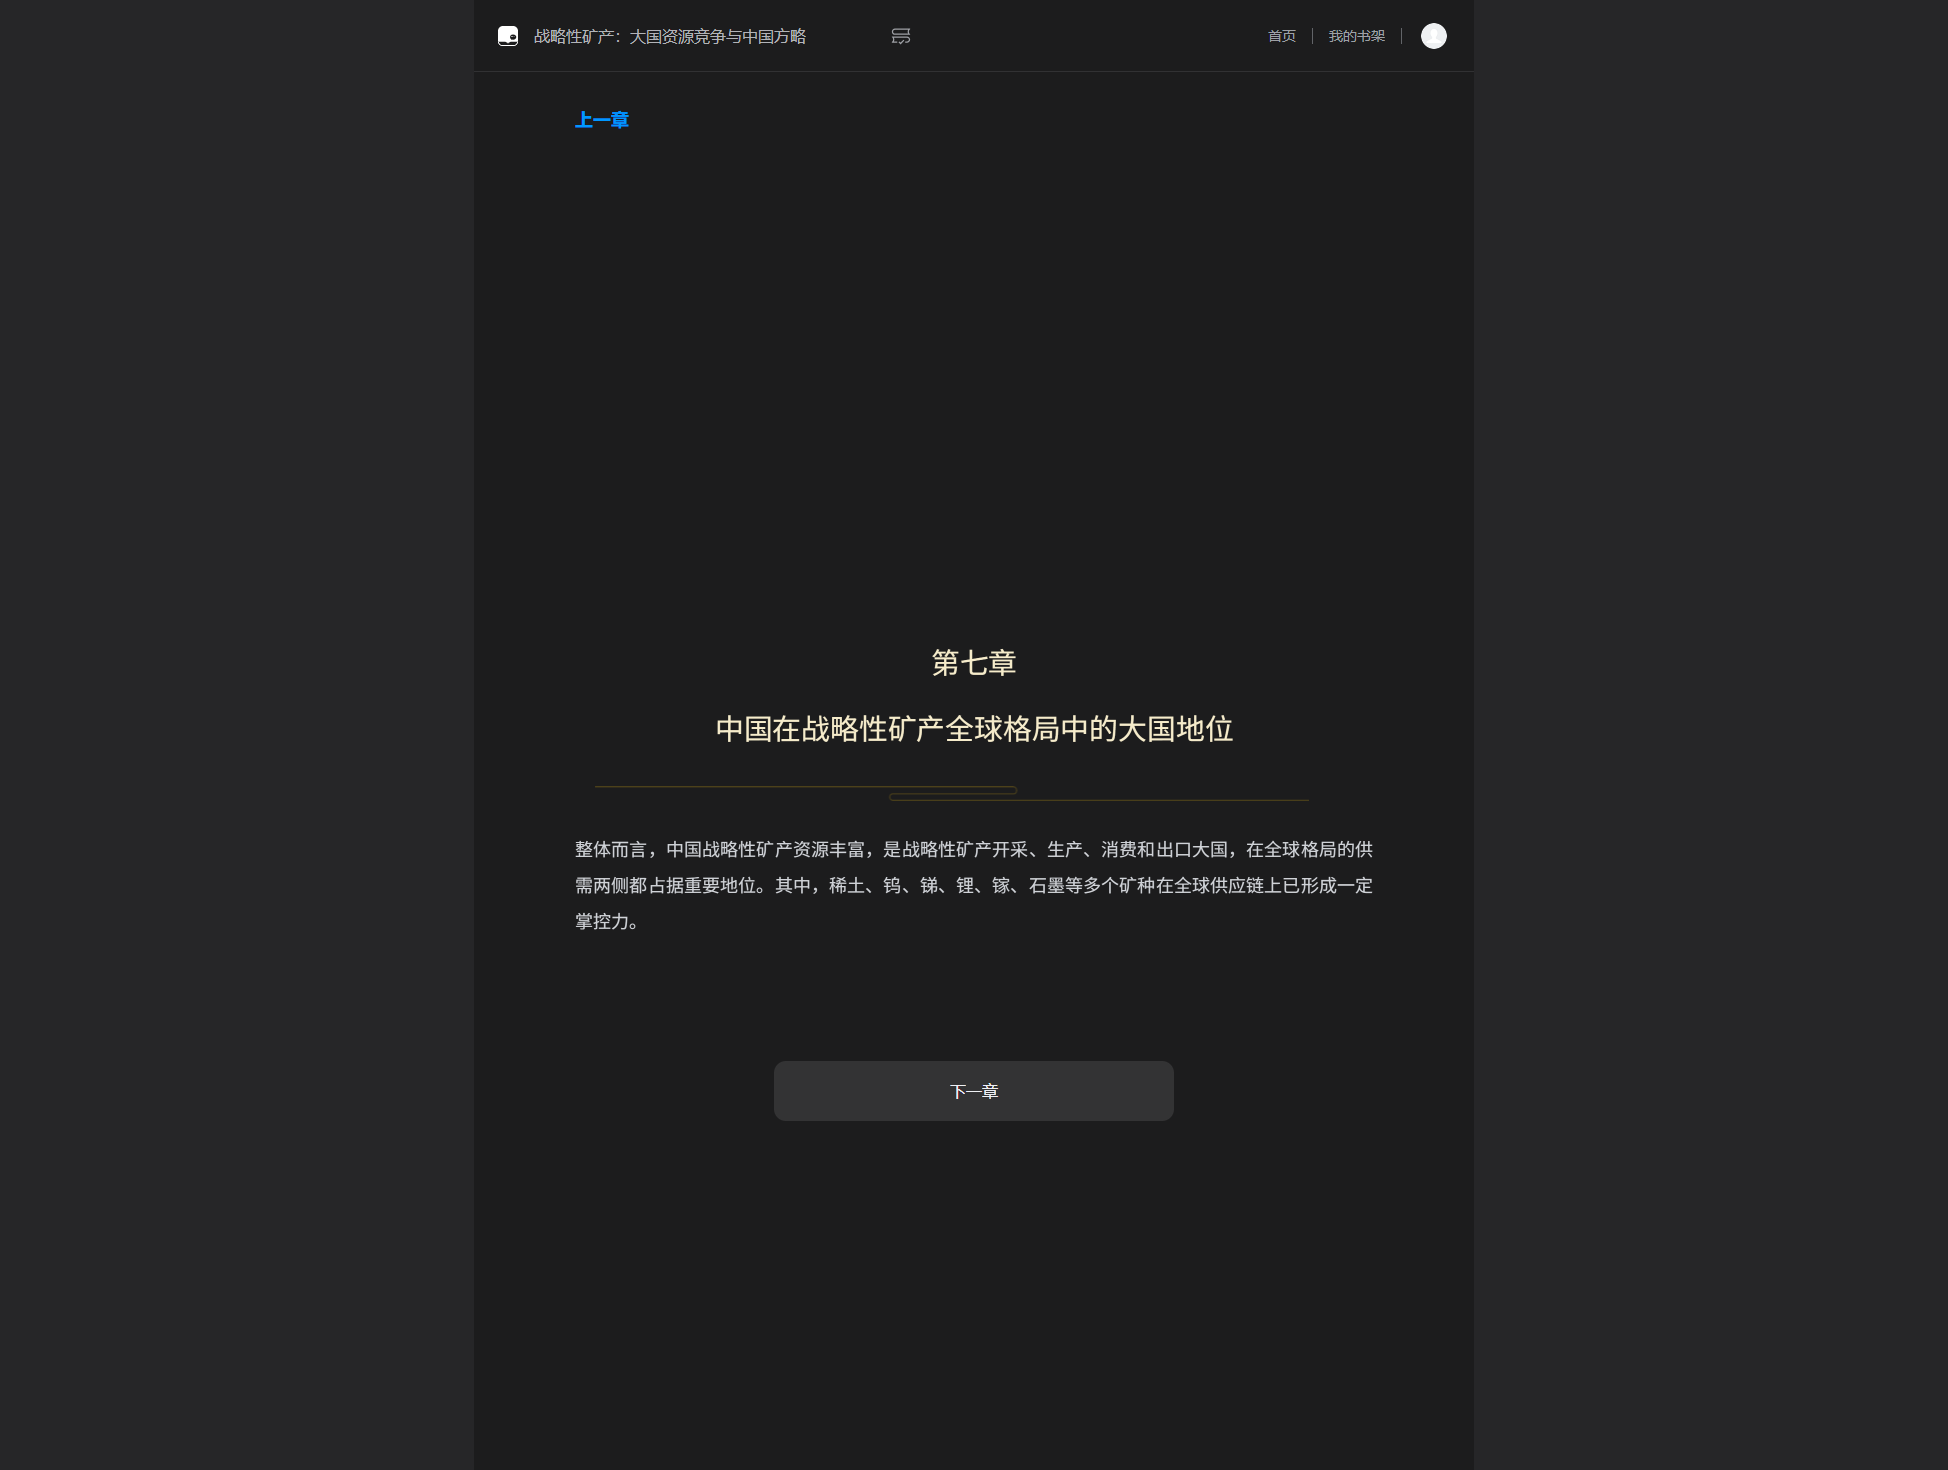 战略性矿产：大国资源竞争与中国方略
首页
我的书架
上一章
第七章
中国在战略性矿产全球格局中的大国地位
整体而言，中国战略性矿产资源丰富，是战略性矿产开采、生产、消费和出口大国，在全球格局的供
需两侧都占据重要地位。其中，稀土、钨、锑、锂、镓、石墨等多个矿种在全球供应链上已形成一定
掌控力。
下一章